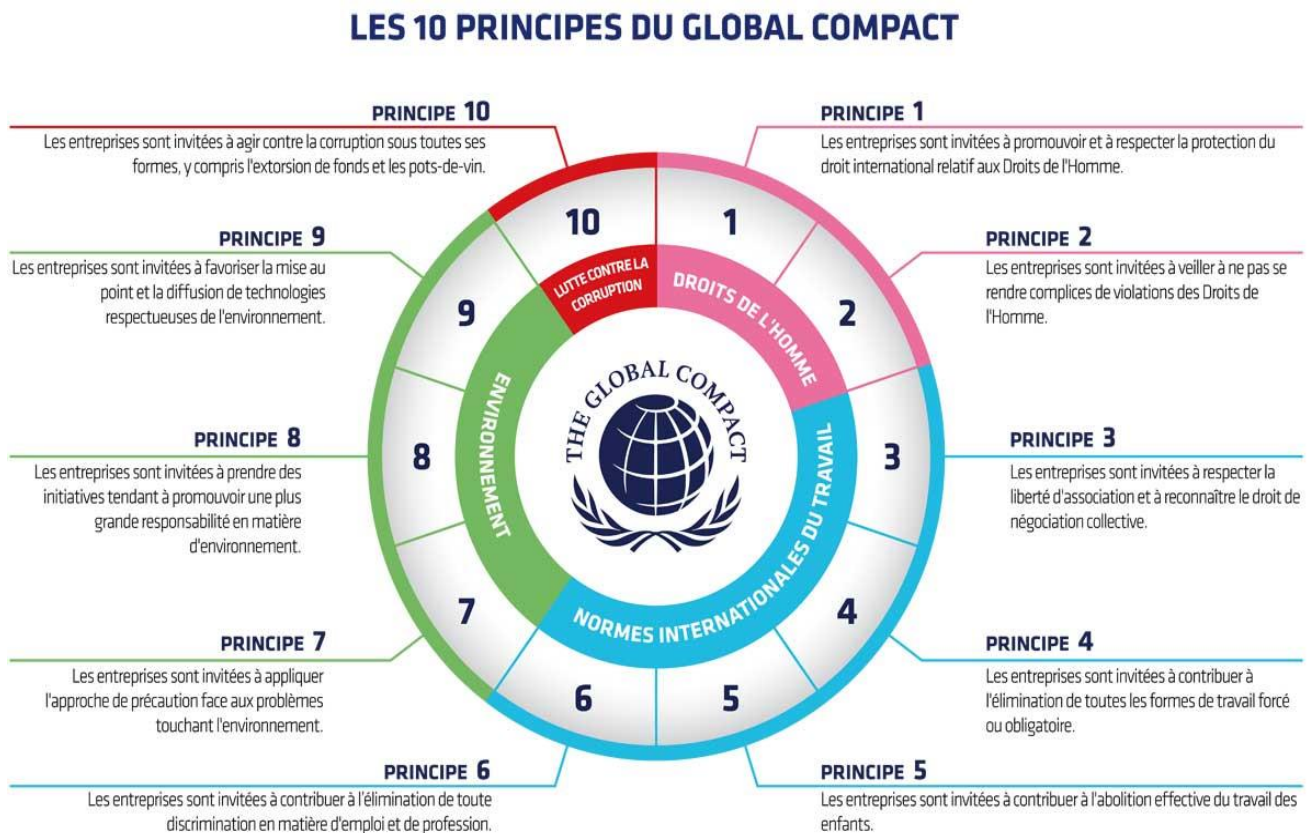 LES 10 PRINCIPES DU GLOBAL COMPACT
PRINCIPE 1
Les entreprises sont invitées à promouvoir et à respecter la protection du
droit international relatif aux Droits de l'Homme.
PRINCIPE 2
Les entreprises sont invitées à veiller à ne pas se
rendre complices de violations des Droits de
l'Homme.
PRINCIPE 3
Les entreprises sont invitées à respecter la
liberté d'association et à reconnaître le droit de
négociation collective.
PRINCIPE 4
Les entreprises sont invitées à contribuer à
l'élimination de toutes les formes de travail forcé
ou obligatoire.
PRINCIPE 5
Les entreprises sont invitées à contribuer à l'abolition effective du travail des
enfants.
PRINCIPE 6
Les entreprises sont invitées à contribuer à l'élimination de toute
discrimination en matière d'emploi et de profession.
PRINCIPE 7
Les entreprises sont invitées à appliquer
l'approche de précaution face aux problèmes
touchant l'environnement.
PRINCIPE 8
Les entreprises sont invitées à prendre des
initiatives tendant à promouvoir une plus
grande responsabilité en matière
d'environnement.
PRINCIPE 9
Les entreprises sont invitées à favoriser la mise au
point et la diffusion de technologies
respectueuses de l'environnement.
PRINCIPE 10
Les entreprises sont invitées à agir contre la corruption sous toutes ses
formes, y compris l'extorsion de fonds et les pots-de-vin.
1
2
3
4
5
6
7
8
9
10
DROITS DE L'HOMME
NORMES INTERNATIONALES DU TRAVAIL
ENVIRONNEMENT
LUTTE CONTRE LA
CORRUPTION
THE GLOBAL COMPACT